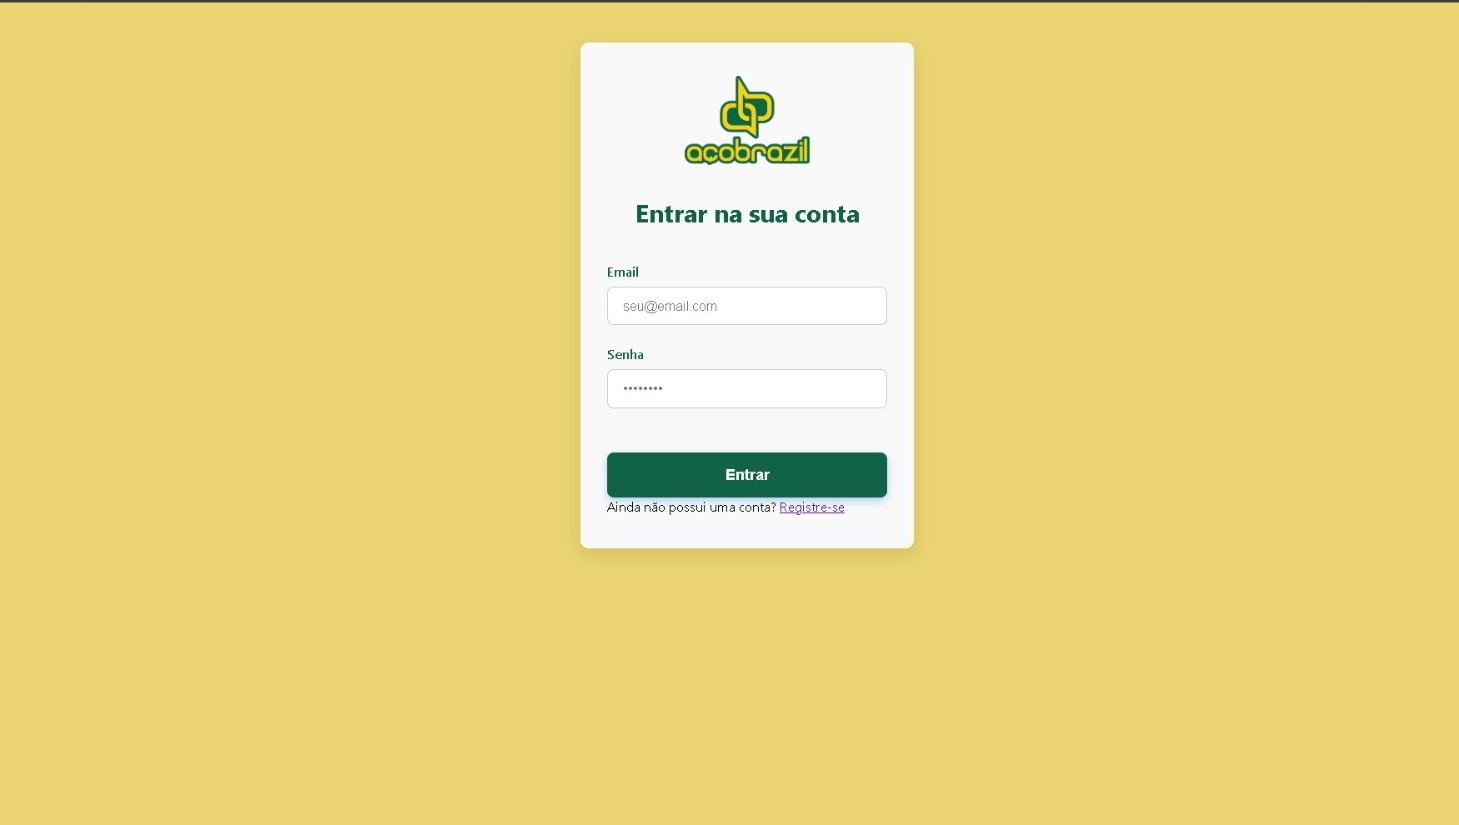 açobrazil
Entrar na sua conta
Email
seu@email.com
Senha
••••••••
Entrar
Ainda não possui uma conta? Registre-se